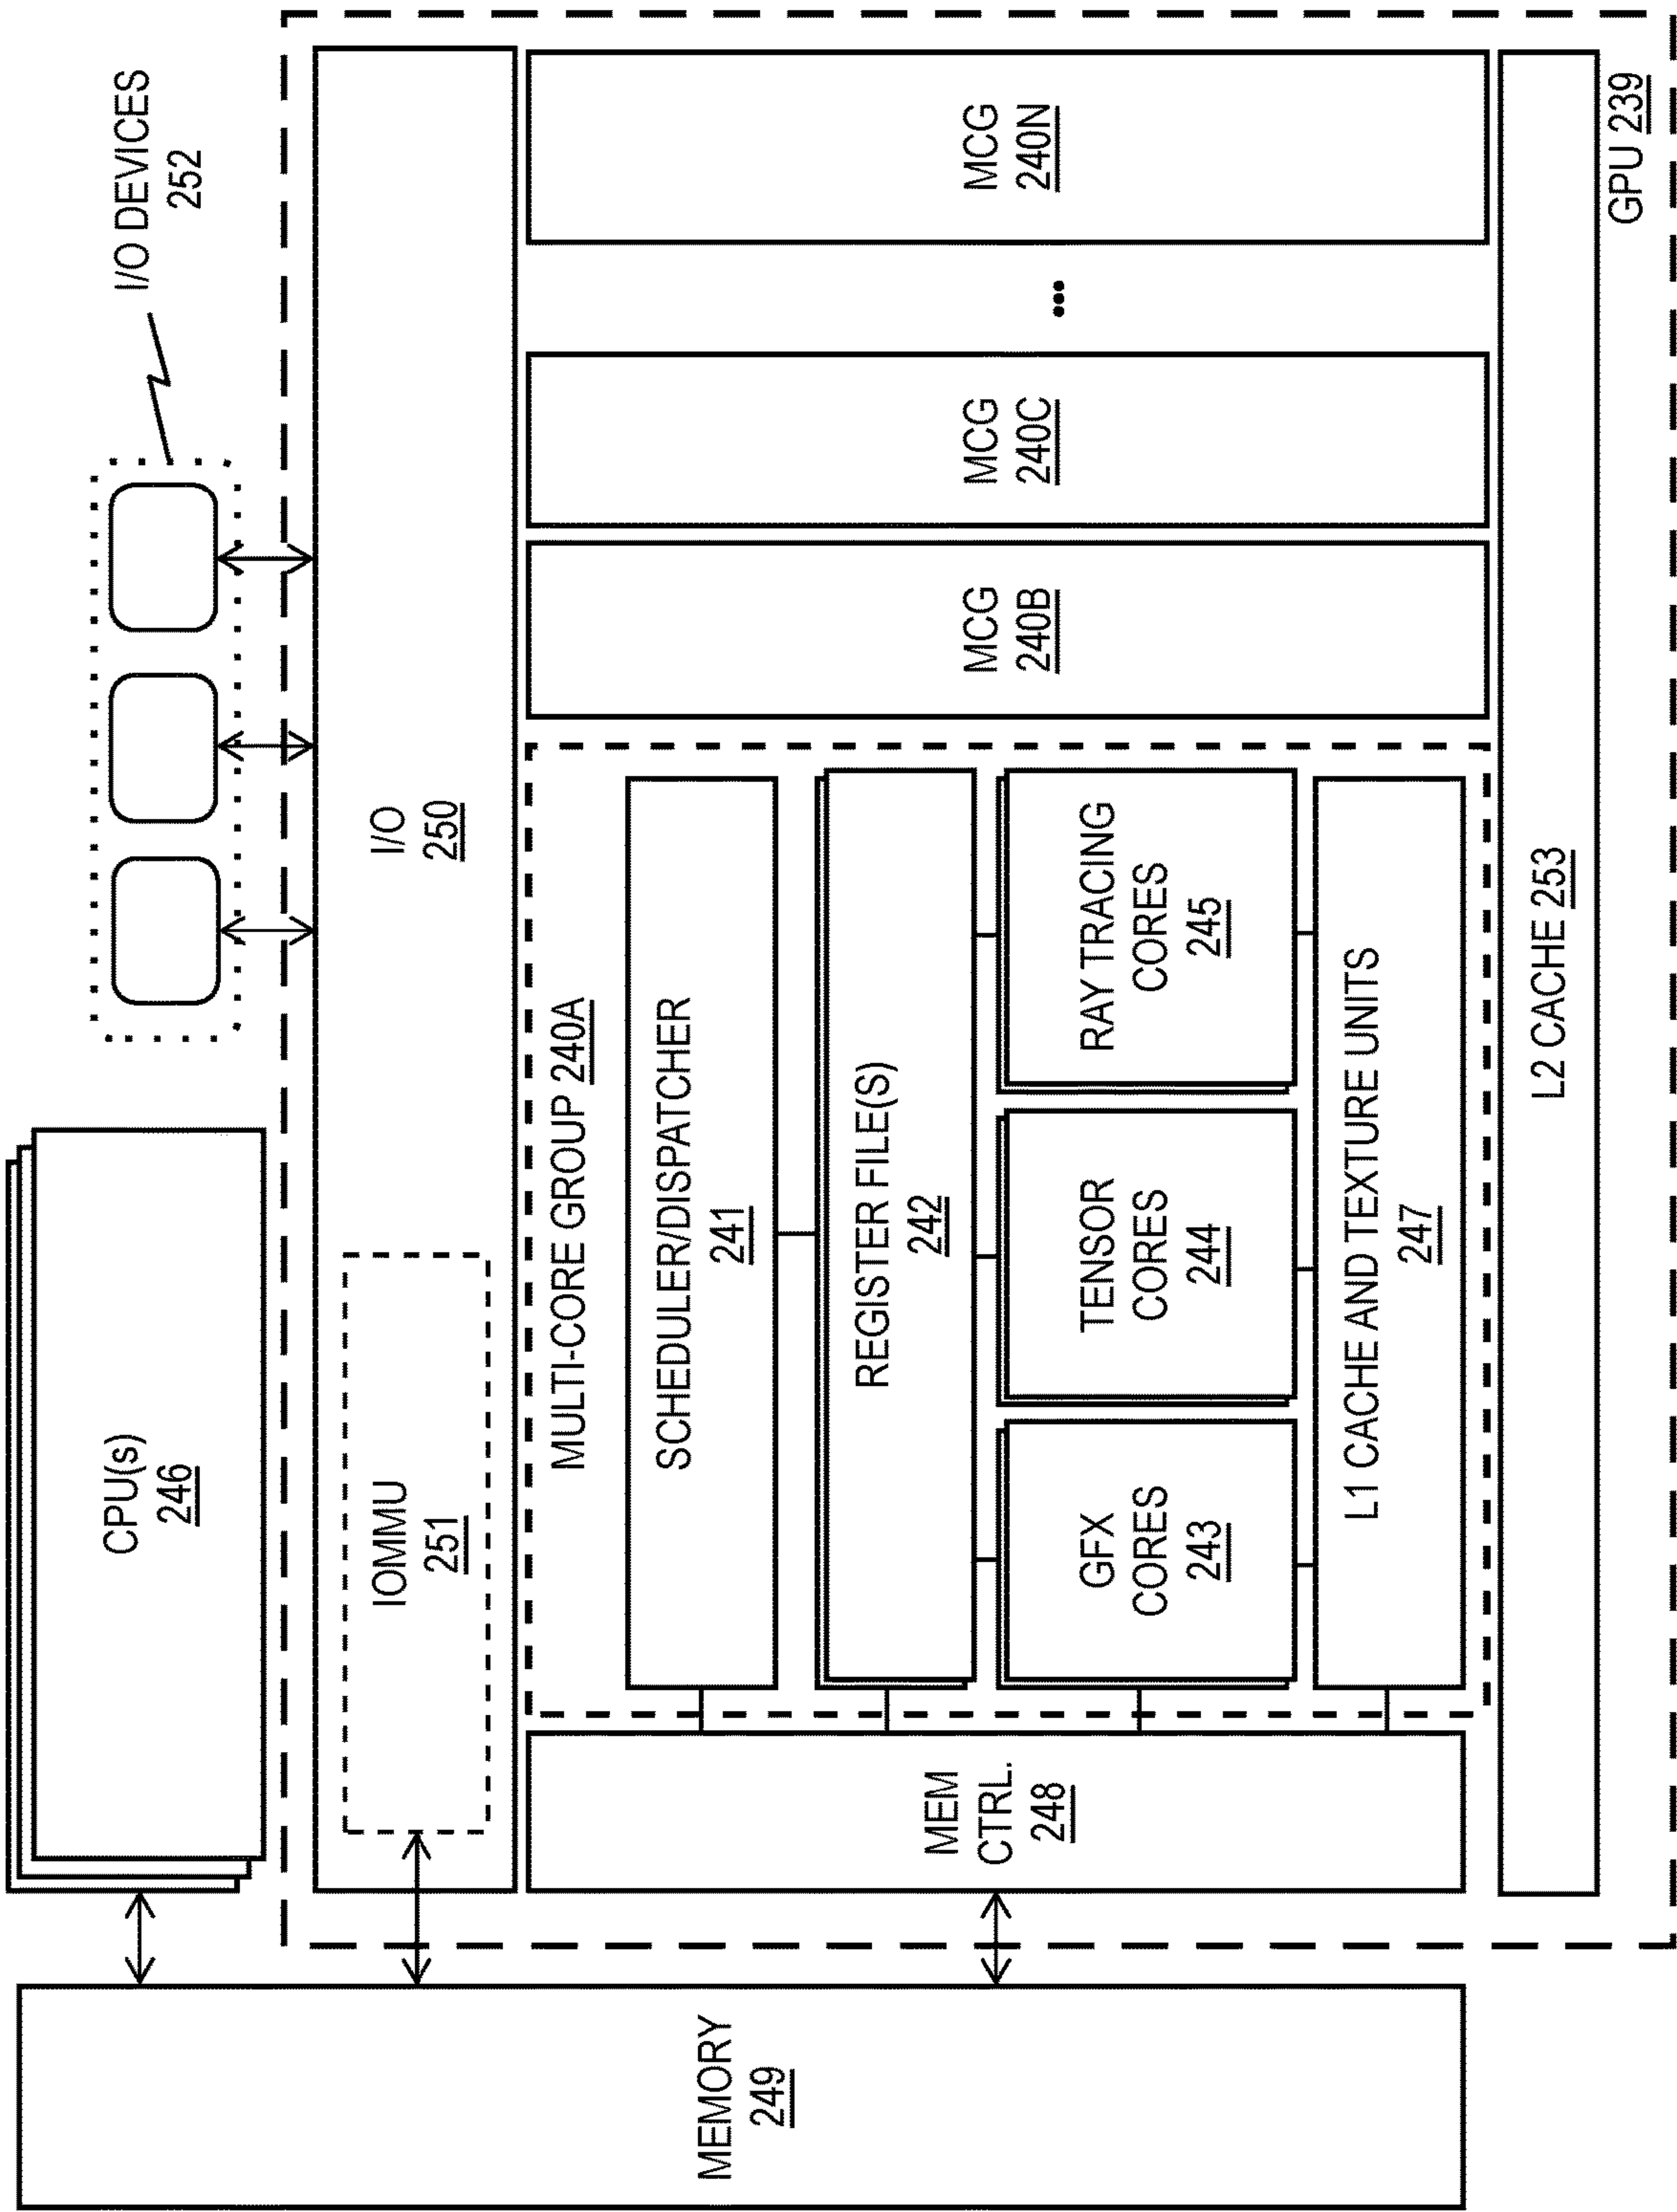 CPU(s)
246
I/O DEVICES
252
MEMORY
249
I/O
250
IOMMU
251
MEM
CTRL.
248
MULTI-CORE GROUP 240A
SCHEDULER/DISPATCHER
241
REGISTER FILE(S)
242
GFX
CORES
243
TENSOR
CORES
244
RAY TRACING
CORES
245
L1 CACHE AND TEXTURE UNITS
247
MCG
240B
MCG
240C
...
MCG
240N
L2 CACHE 253
GPU 239